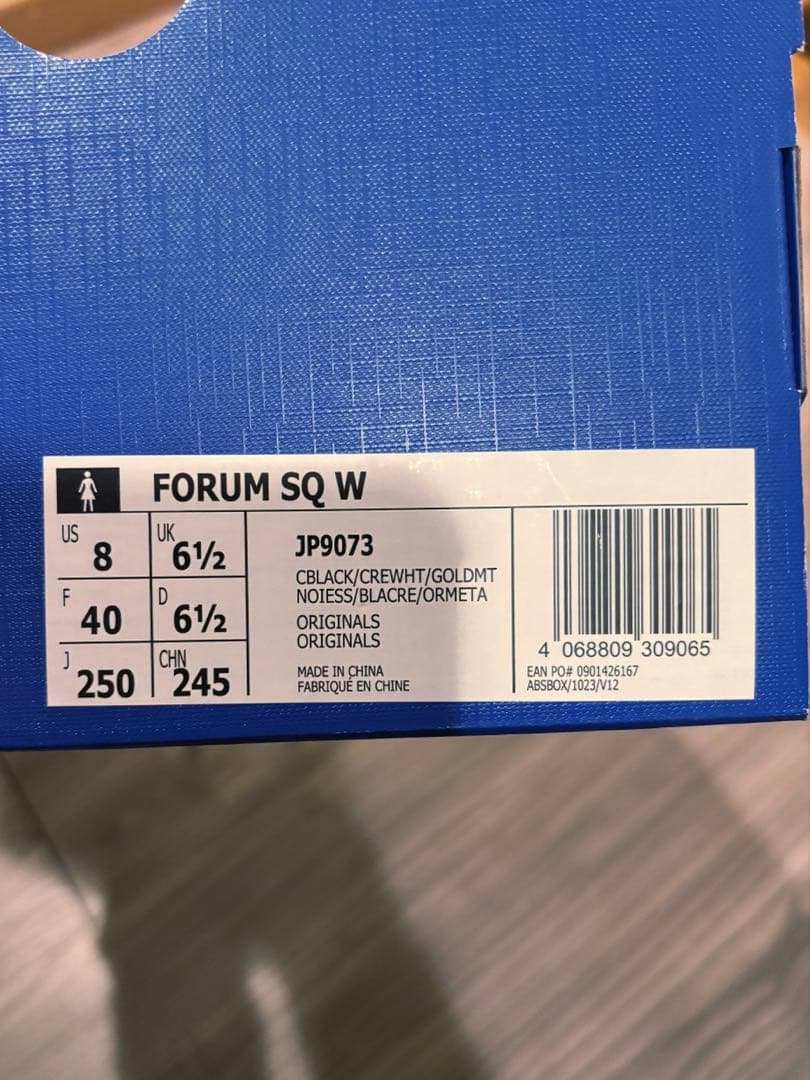 FORUM SQ W
US 8
UK 6½
F 40
D 6½
J 250
CHN 245
JP9073
CBLACK/CREWHT/GOLDMT
NOIESS/BLACRE/ORMETA
ORIGINALS
ORIGINALS
MADE IN CHINA
FABRIQUÉ EN CHINE
4 068809 309065
EAN PO# 0901426167
ABSBOX/1023/V12